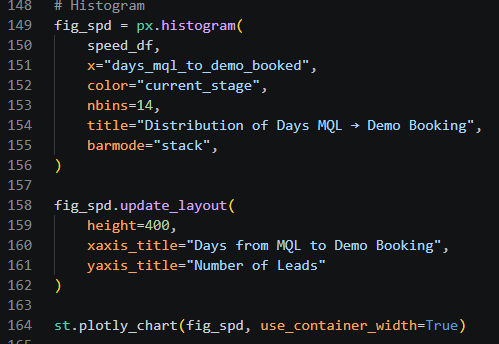 148 # Histogram
149 fig_spd = px.histogram(
150     speed_df,
151     x="days_mql_to_demo_booked",
152     color="current_stage",
153     nbins=14,
154     title="Distribution of Days MQL → Demo Booking",
155     barmode="stack",
156 )
157
158 fig_spd.update_layout(
159     height=400,
160     xaxis_title="Days from MQL to Demo Booking",
161     yaxis_title="Number of Leads"
162 )
163
164 st.plotly_chart(fig_spd, use_container_width=True)
165